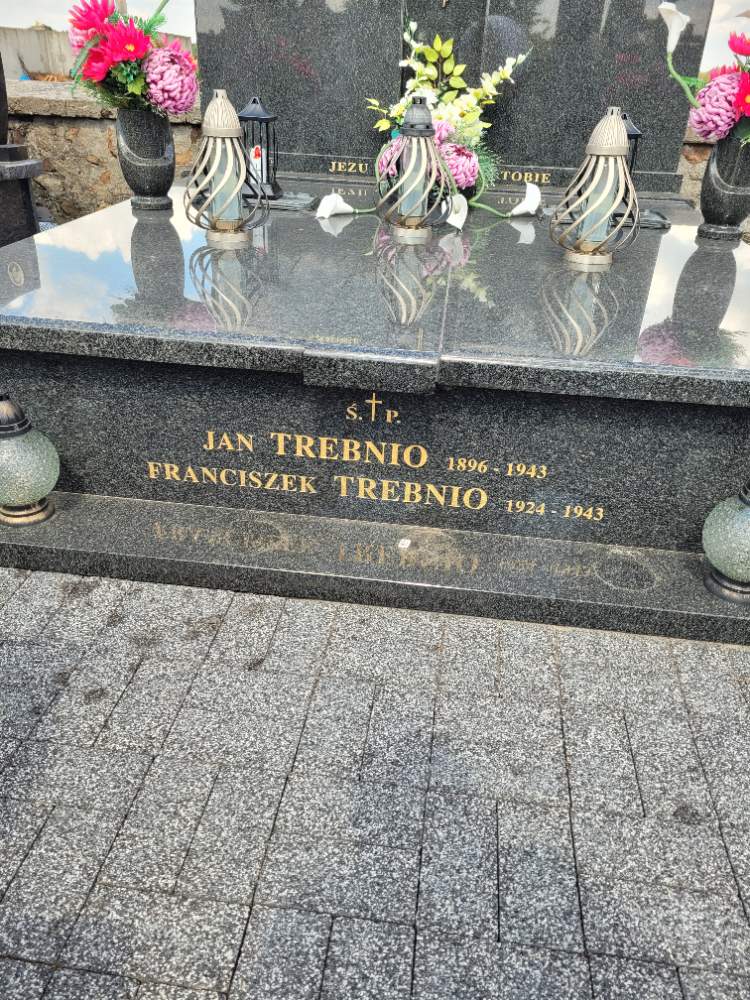 JEZU TOBIE
Ś. P.
JAN TREBNIO 1896 - 1943
FRANCISZEK TREBNIO 1924 - 1943